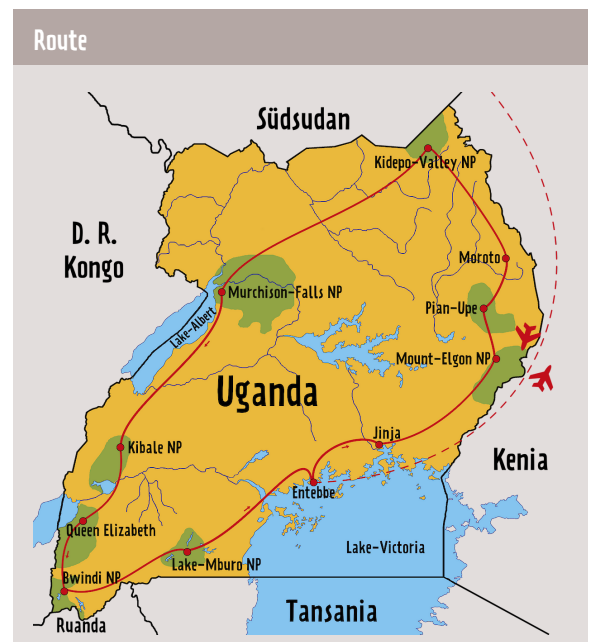 Route
Südsudan
Kidepo-Valley NP
D. R.
Kongo
Moroto
Murchison-Falls NP
Pian-Upe
Lake-Albert
Mount-Elgon NP
Uganda
Jinja
Kibale NP
Kenia
Entebbe
Queen Elizabeth
Lake-Victoria
Lake-Mburo NP
Bwindi NP
Tansania
Ruanda